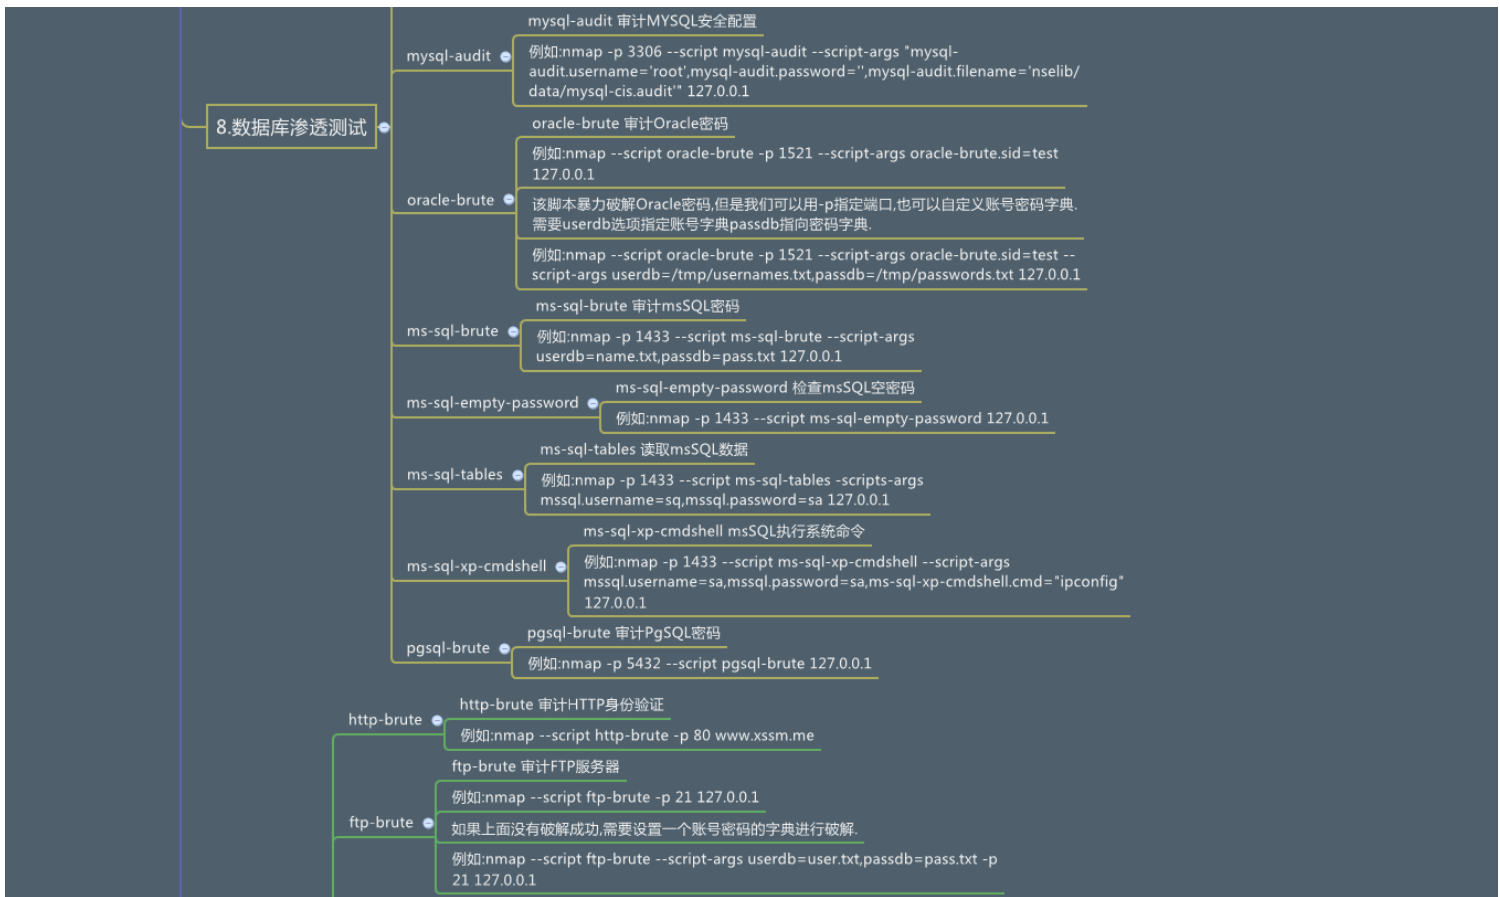 8.数据库渗透测试
mysql-audit
mysql-audit 审计MYSQL安全配置
例如:nmap -p 3306 --script mysql-audit --script-args "mysql-
audit.username='root',mysql-audit.password='',mysql-audit.filename='nselib/
data/mysql-cis.audit'" 127.0.0.1
oracle-brute
oracle-brute 审计Oracle密码
例如:nmap --script oracle-brute -p 1521 --script-args oracle-brute.sid=test
127.0.0.1
该脚本暴力破解Oracle密码,但是我们可以用-p指定端口,也可以自定义账号密码字典.
需要userdb选项指定账号字典passdb指向密码字典.
例如:nmap --script oracle-brute -p 1521 --script-args oracle-brute.sid=test --
script-args userdb=/tmp/usernames.txt,passdb=/tmp/passwords.txt 127.0.0.1
ms-sql-brute
ms-sql-brute 审计msSQL密码
例如:nmap -p 1433 --script ms-sql-brute --script-args
userdb=name.txt,passdb=pass.txt 127.0.0.1
ms-sql-empty-password
ms-sql-empty-password 检查msSQL空密码
例如:nmap -p 1433 --script ms-sql-empty-password 127.0.0.1
ms-sql-tables
ms-sql-tables 读取msSQL数据
例如:nmap -p 1433 --script ms-sql-tables -scripts-args
mssql.username=sq,mssql.password=sa 127.0.0.1
ms-sql-xp-cmdshell
ms-sql-xp-cmdshell msSQL执行系统命令
例如:nmap -p 1433 --script ms-sql-xp-cmdshell --script-args
mssql.username=sa,mssql.password=sa,ms-sql-xp-cmdshell.cmd="ipconfig"
127.0.0.1
pgsql-brute
pgsql-brute 审计PgSQL密码
例如:nmap -p 5432 --script pgsql-brute 127.0.0.1
http-brute
http-brute 审计HTTP身份验证
例如:nmap --script http-brute -p 80 www.xssm.me
ftp-brute
ftp-brute 审计FTP服务器
例如:nmap --script ftp-brute -p 21 127.0.0.1
如果上面没有破解成功,需要设置一个账号密码的字典进行破解.
例如:nmap --script ftp-brute --script-args userdb=user.txt,passdb=pass.txt -p
21 127.0.0.1